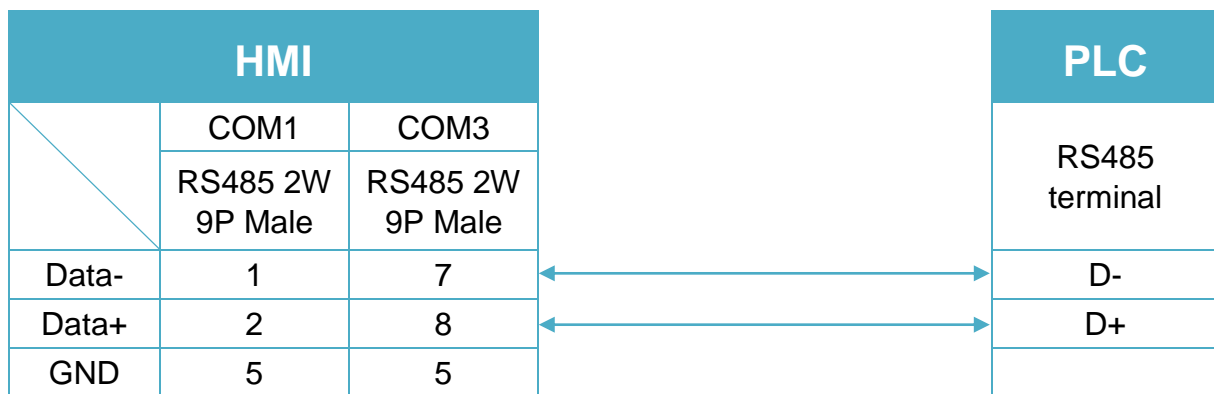 HMI PLC
COM1 COM3
RS485 2W RS485 2W
9P Male 9P Male
RS485
terminal
Data- 1 7 D-
Data+ 2 8 D+
GND 5 5